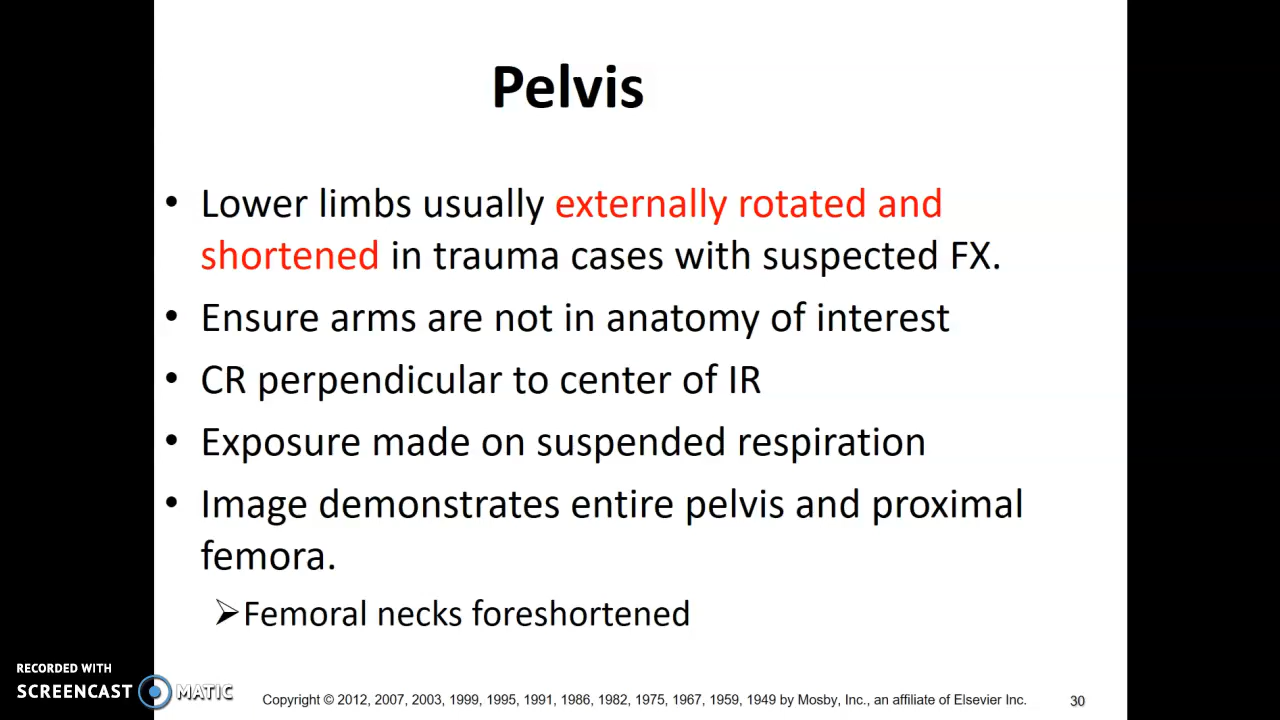 Pelvis
• Lower limbs usually externally rotated and
shortened in trauma cases with suspected FX.
• Ensure arms are not in anatomy of interest
• CR perpendicular to center of IR
• Exposure made on suspended respiration
• Image demonstrates entire pelvis and proximal
femora.
➢Femoral necks foreshortened
RECORDED WITH
SCREENCAST MATIC
Copyright © 2012, 2007, 2003, 1999, 1995, 1991, 1986, 1982, 1975, 1967, 1959, 1949 by Mosby, Inc., an affiliate of Elsevier Inc.
30